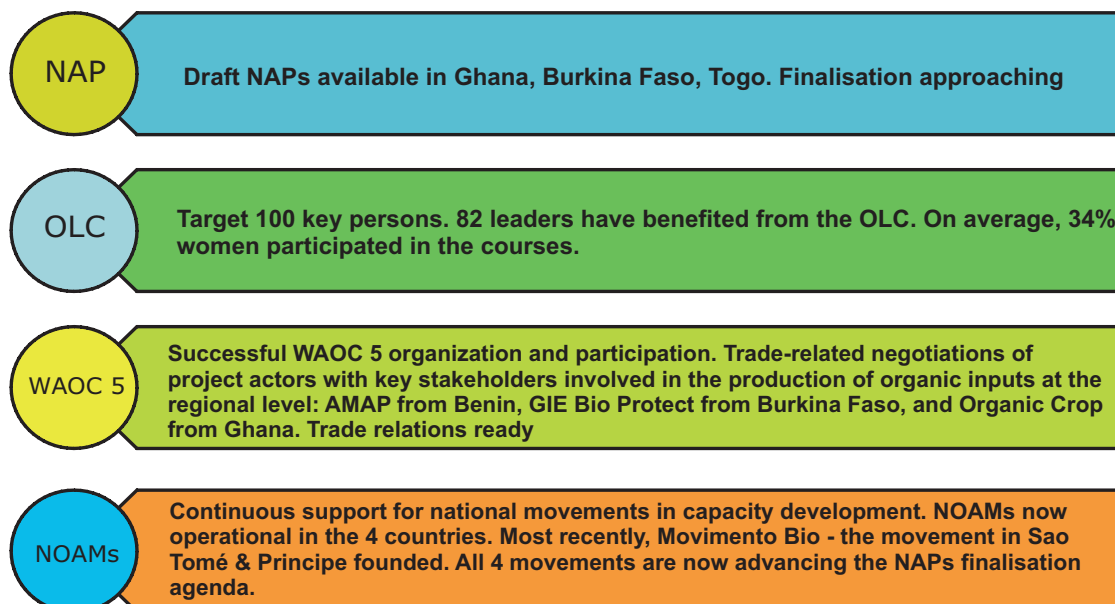 NAP
Draft NAPs available in Ghana, Burkina Faso, Togo. Finalisation approaching
OLC
Target 100 key persons. 82 leaders have benefited from the OLC. On average, 34%
women participated in the courses.
WAOC 5
Successful WAOC 5 organization and participation. Trade-related negotiations of
project actors with key stakeholders involved in the production of organic inputs at the
regional level: AMAP from Benin, GIE Bio Protect from Burkina Faso, and Organic Crop
from Ghana. Trade relations ready
NOAMs
Continuous support for national movements in capacity development. NOAMs now
operational in the 4 countries. Most recently, Movimento Bio - the movement in Sao
Tomé & Principe founded. All 4 movements are now advancing the NAPs finalisation
agenda.